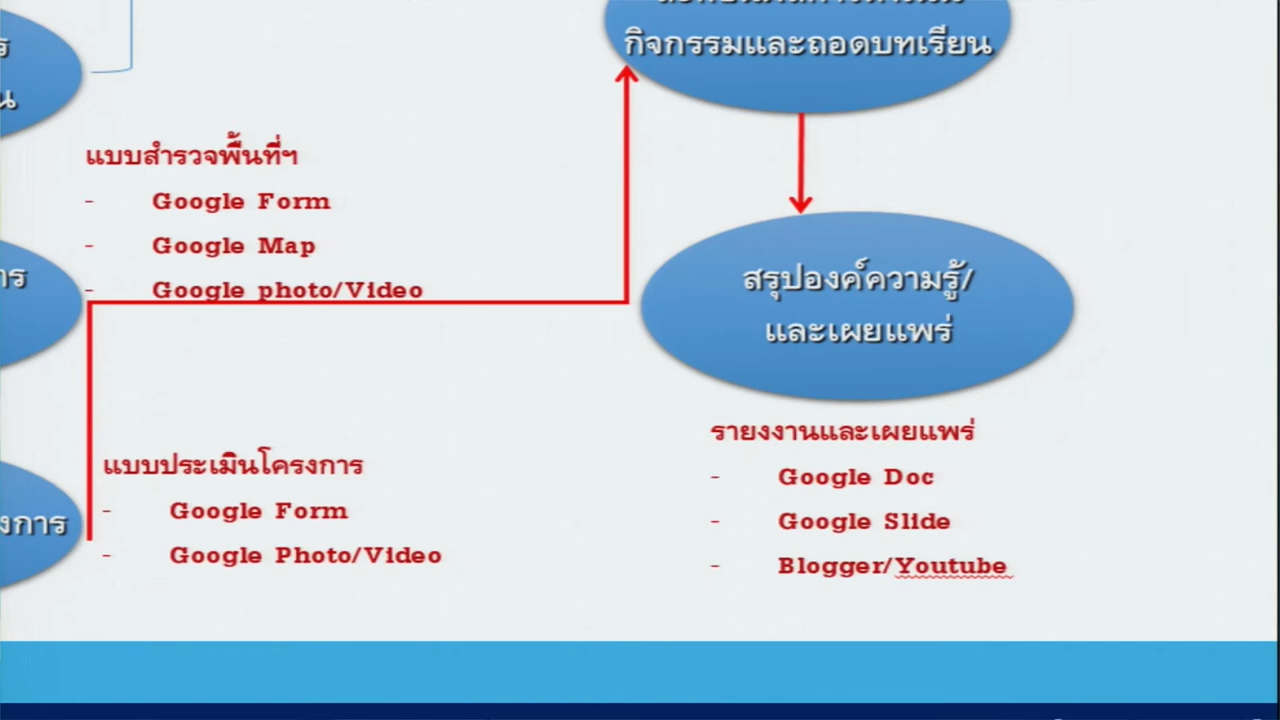 กิจกรรมและถอดบทเรียน
แบบสำรวจพื้นที่ฯ
- Google Form
- Google Map
- Google photo/Video
สรุปองค์ความรู้/
และเผยแพร่
แบบประเมินโครงการ
- Google Form
- Google Photo/Video
รายงงานและเผยแพร่
- Google Doc
- Google Slide
- Blogger/Youtube